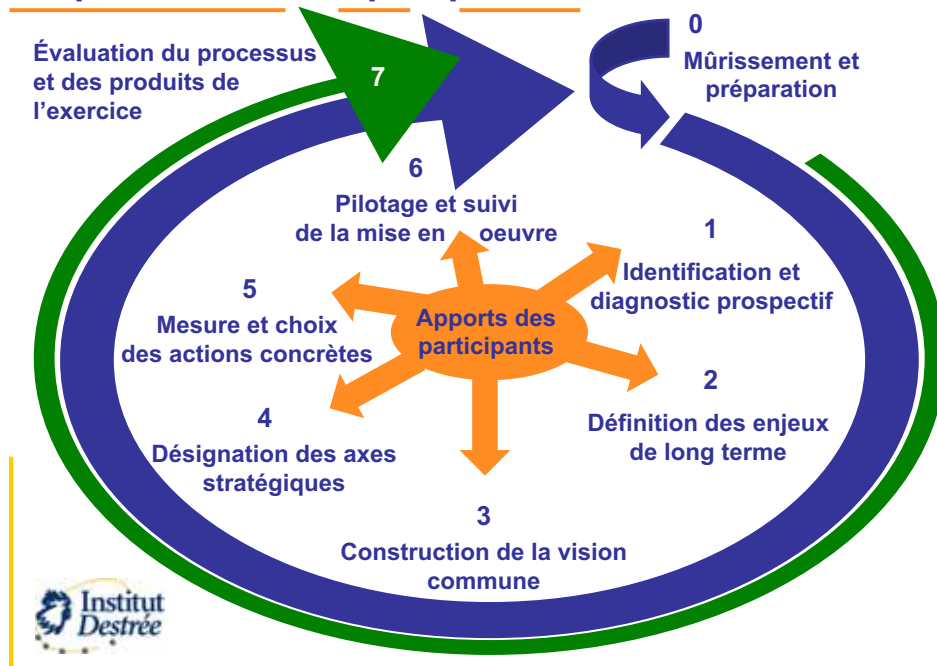 0
Mûrissement et
préparation
Évaluation du processus
et des produits de
l'exercice
7
6
Pilotage et suivi
de la mise en oeuvre
1
Identification et
diagnostic prospectif
5
Mesure et choix
des actions concrètes
Apports des
participants
2
Définition des enjeux
de long terme
4
Désignation des axes
stratégiques
3
Construction de la vision
commune
Institut
Destrée